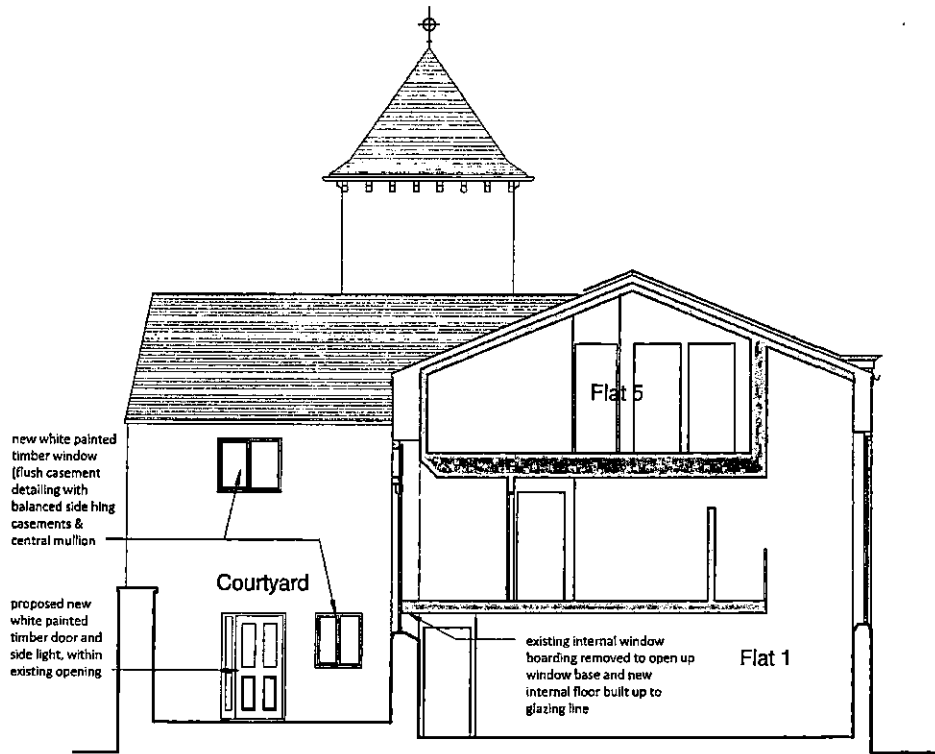 Flat 5
new white painted
timber window
(flush casement
detailing with
balanced side hing
casements &
central mullion
Courtyard
proposed new
white painted
timber door and
side light, within
existing opening
existing internal window
boarding removed to open up
window base and new
internal floor built up to
glazing line
Flat 1